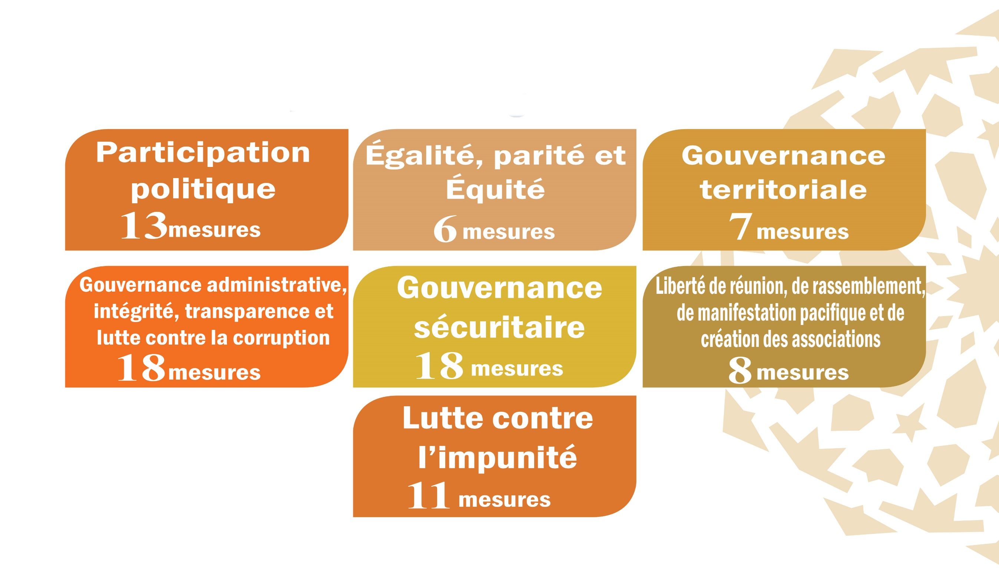 Participation
politique
13mesures
Égalité, parité et
Équité
6 mesures
Gouvernance
territoriale
7 mesures
Gouvernance administrative,
intégrité, transparence et
lutte contre la corruption
18mesures
Gouvernance
sécuritaire
18 mesures
Liberté de réunion, de rassemblement,
de manifestation pacifique et de
création des associations
8 mesures
Lutte contre
l’impunité
11 mesures